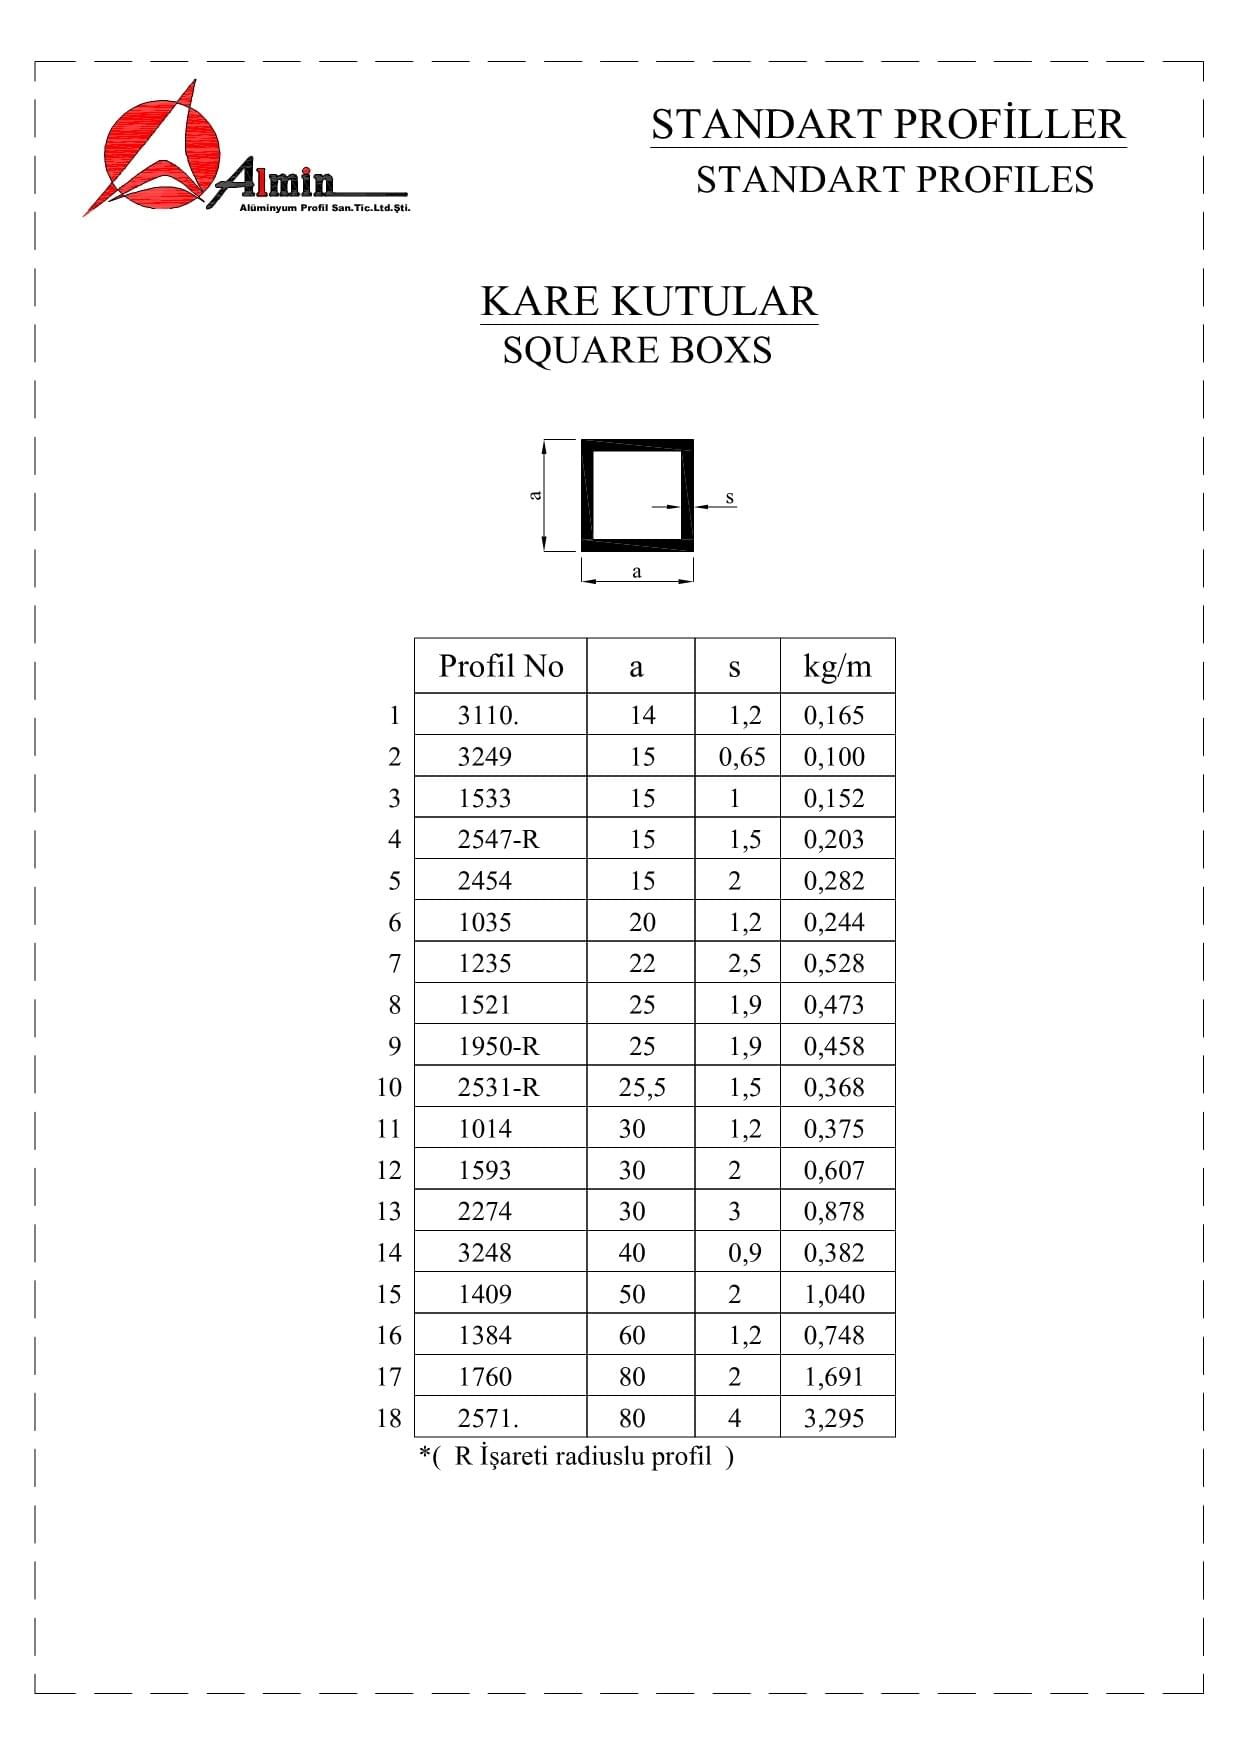 Almin
Alüminyum Profil San.Tic.Ltd.Şti.
STANDART PROFİLLER
STANDART PROFILES
KARE KUTULAR
SQUARE BOXS
a
s
a
Profil No a s kg/m
1 3110. 14 1,2 0,165
2 3249 15 0,65 0,100
3 1533 15 1 0,152
4 2547-R 15 1,5 0,203
5 2454 15 2 0,282
6 1035 20 1,2 0,244
7 1235 22 2,5 0,528
8 1521 25 1,9 0,473
9 1950-R 25 1,9 0,458
10 2531-R 25,5 1,5 0,368
11 1014 30 1,2 0,375
12 1593 30 2 0,607
13 2274 30 3 0,878
14 3248 40 0,9 0,382
15 1409 50 2 1,040
16 1384 60 1,2 0,748
17 1760 80 2 1,691
18 2571. 80 4 3,295
*( R İşareti radiuslu profil )